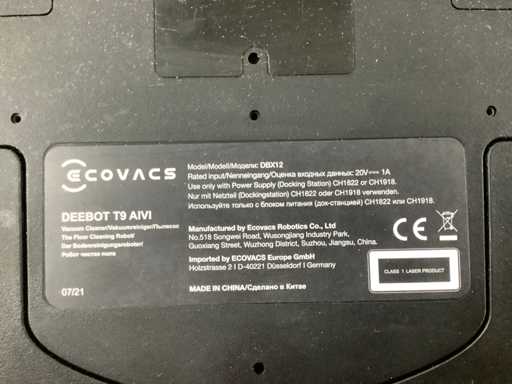 ECOVACS
DEEBOT T9 AIVI
Vacuum Cleaner/Vakuumreiniger/Пылесос
The Floor Cleaning Robot/
Der Bodenreinigungsroboter/
Робот чистки пола
07/21
Model/Modell/Модели: DBX12
Rated input/Nenneingang/Оценка входных данных: 20V⎓ 1A
Use only with Power Supply (Docking Station) CH1822 or CH1918.
Nur mit Netzteil (Dockingstation) CH1822 oder CH1918.
Используйте только с блоком питания (док-станцией) CH1822 или CH1918.
Manufactured by Ecovacs Robotics Co., Ltd.
No.518 Songwei Road, Wusongjiang Industry Park,
Guoxiang Street, Wuzhong District, Suzhou, Jiangsu, China.
Imported by ECOVACS Europe GmbH
Holzstrasse 2 I D-40221 Düsseldorf I Germany
MADE IN CHINA/Сделано в Китае
CE
CLASS 1 LASER PRODUCT